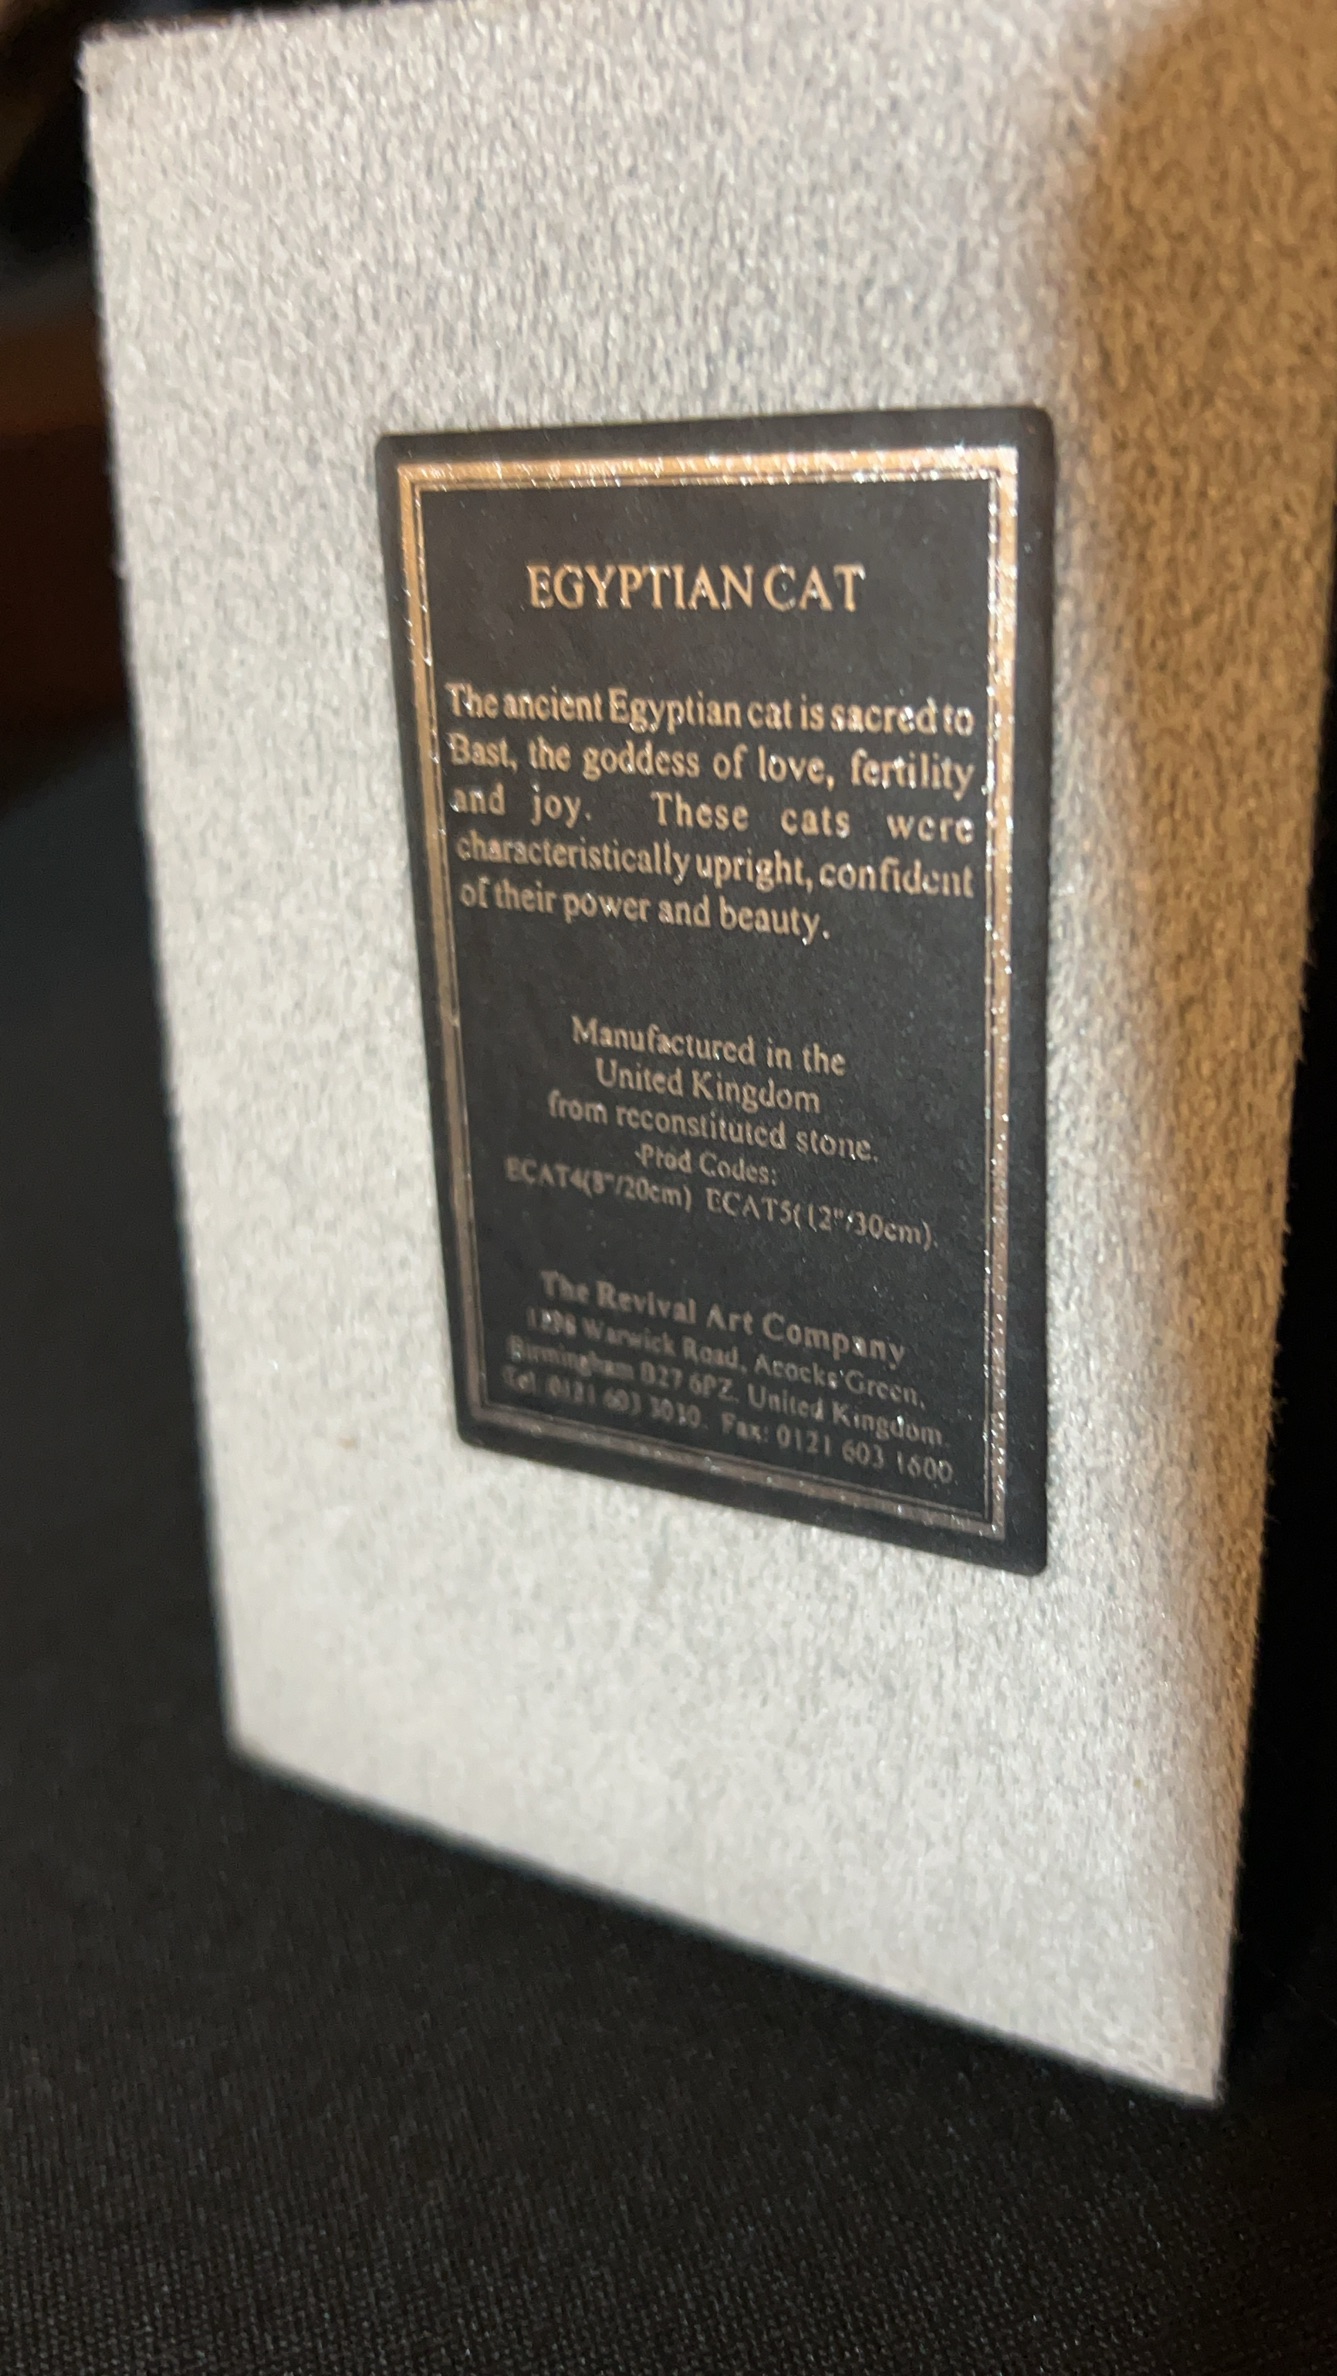 EGYPTIAN CAT
The ancient Egyptian cat is sacred to
Bast, the goddess of love, fertility
and joy. These cats were
characteristically upright, confident
of their power and beauty.
Manufactured in the
United Kingdom
from reconstituted stone.
Prod Codes:
ECAT4(8"/20cm) ECAT5(12"/30cm).
The Revival Art Company
Warwick Road, Acocks Green,
Birmingham B27 6PZ. United Kingdom.
Tel: 0121 603 3030. Fax: 0121 603 1600.